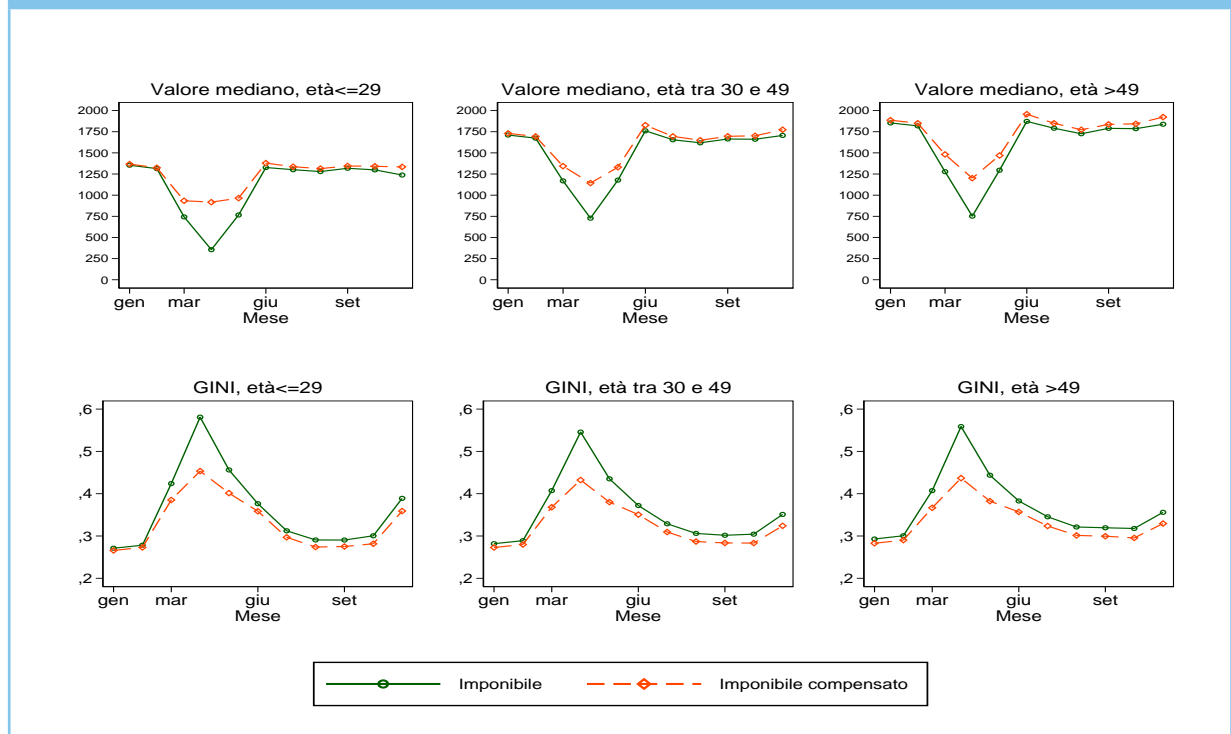 Valore mediano, età<=29
2000
1750
1500
1250
1000
750
500
250
0
gen mar giu set
Mese
Valore mediano, età tra 30 e 49
2000
1750
1500
1250
1000
750
500
250
0
gen mar giu set
Mese
Valore mediano, età >49
2000
1750
1500
1250
1000
750
500
250
0
gen mar giu set
Mese
GINI, età<=29
,6
,5
,4
,3
,2
gen mar giu set
Mese
GINI, età tra 30 e 49
,6
,5
,4
,3
,2
gen mar giu set
Mese
GINI, età >49
,6
,5
,4
,3
,2
gen mar giu set
Mese
Imponibile Imponibile compensato